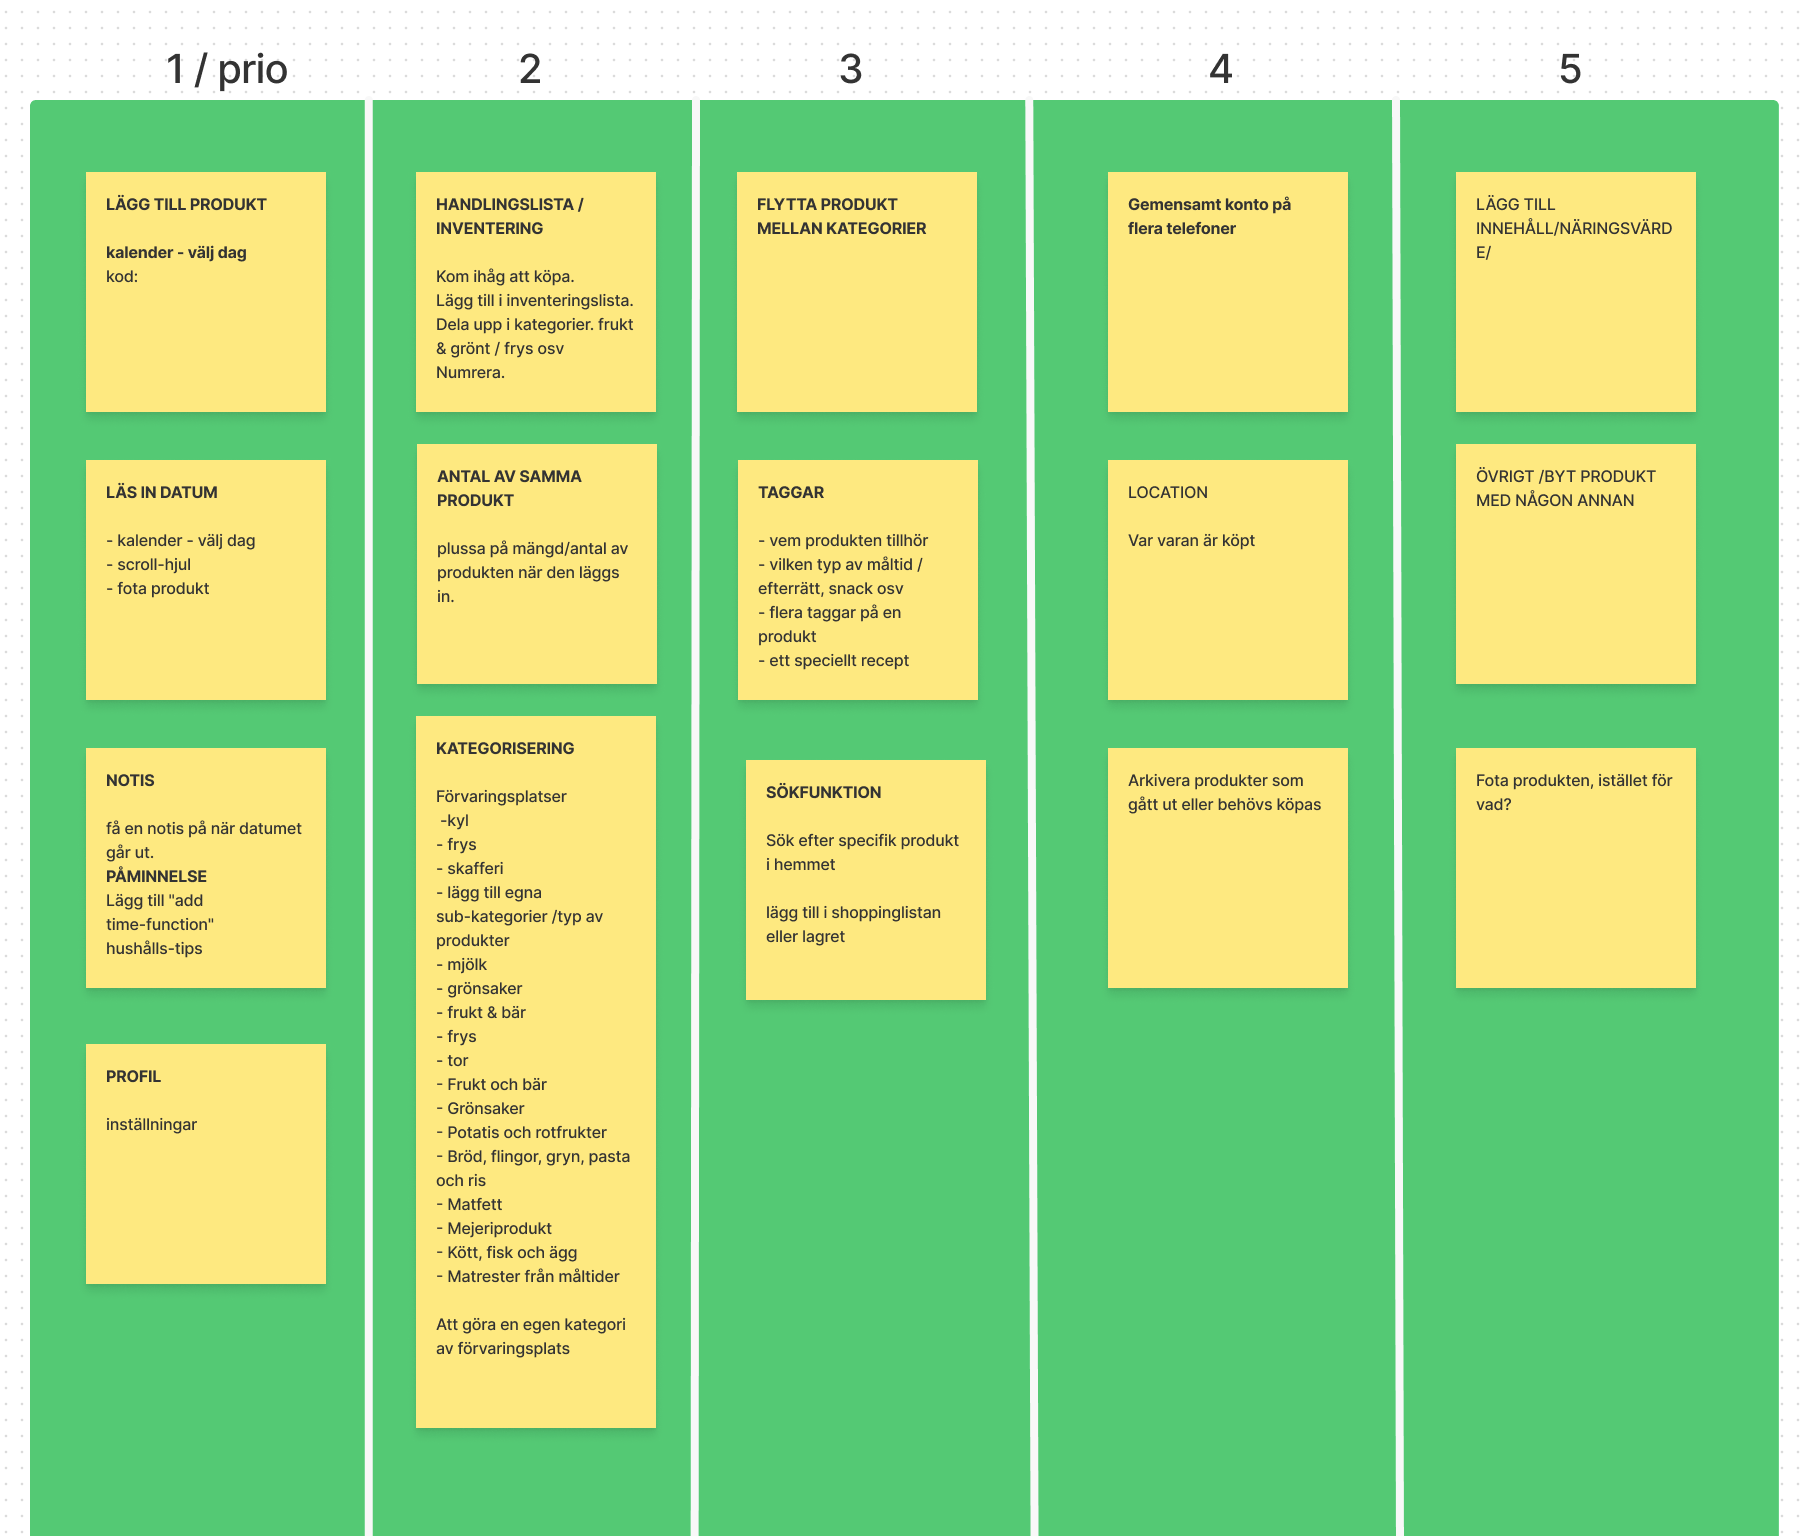 1 / prio
2
3
4
5
LÄGG TILL PRODUKT
kalender - välj dag
kod:
LÄS IN DATUM
- kalender - välj dag
- scroll-hjul
- fota produkt
NOTIS
få en notis på när datumet
går ut.
PÅMINNELSE
Lägg till "add
time-function"
hushålls-tips
PROFIL
inställningar
HANDLINGSLISTA /
INVENTERING
Kom ihåg att köpa.
Lägg till i inventeringslista.
Dela upp i kategorier. frukt
& grönt / frys osv
Numrera.
ANTAL AV SAMMA
PRODUKT
plussa på mängd/antal av
produkten när den läggs
in.
KATEGORISERING
Förvaringsplatser
-kyl
- frys
- skafferi
- lägg till egna
sub-kategorier /typ av
produkter
- mjölk
- grönsaker
- frukt & bär
- frys
- tor
- Frukt och bär
- Grönsaker
- Potatis och rotfrukter
- Bröd, flingor, gryn, pasta
och ris
- Matfett
- Mejeriprodukt
- Kött, fisk och ägg
- Matrester från måltider
Att göra en egen kategori
av förvaringsplats
FLYTTA PRODUKT
MELLAN KATEGORIER
TAGGAR
- vem produkten tillhör
- vilken typ av måltid /
efterrätt, snack osv
- flera taggar på en
produkt
- ett speciellt recept
SÖKFUNKTION
Sök efter specifik produkt
i hemmet
lägg till i shoppinglistan
eller lagret
Gemensamt konto på
flera telefoner
LOCATION
Var varan är köpt
Arkivera produkter som
gått ut eller behövs köpas
LÄGG TILL
INNEHÅLL/NÄRINGSVÄRD
E/
ÖVRIGT /BYT PRODUKT
MED NÅGON ANNAN
Fota produkten, istället för
vad?